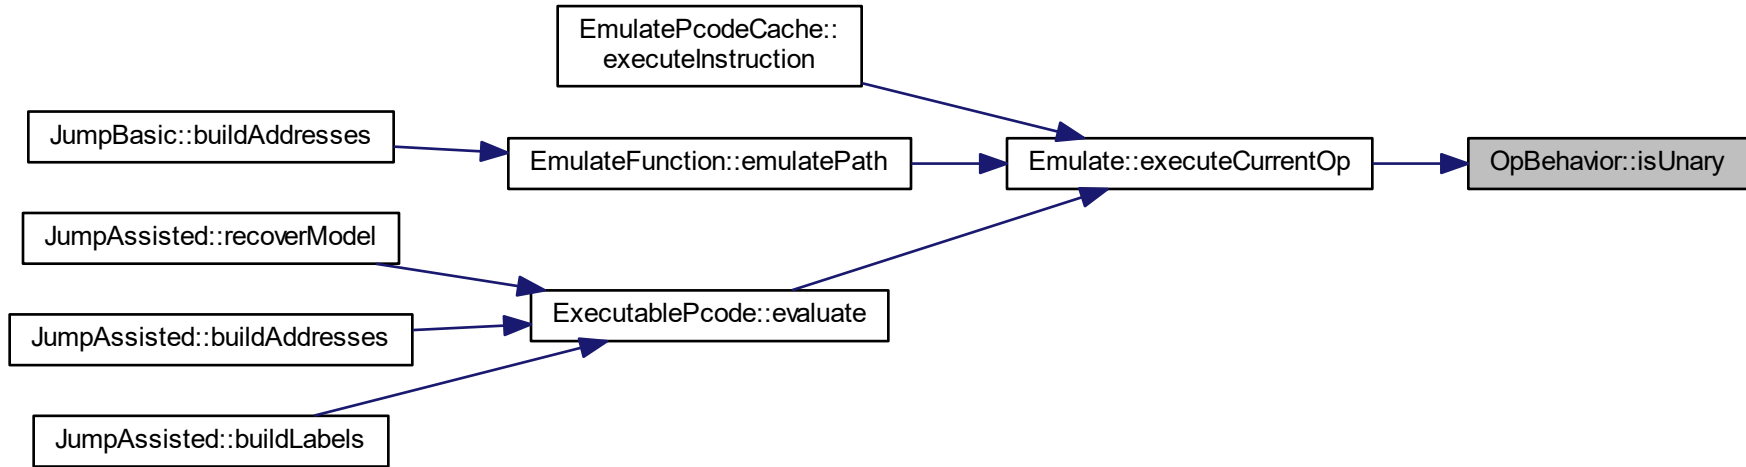 EmulatePcodeCache::
executeInstruction
JumpBasic::buildAddresses
EmulateFunction::emulatePath
Emulate::executeCurrentOp
OpBehavior::isUnary
JumpAssisted::recoverModel
ExecutablePcode::evaluate
JumpAssisted::buildAddresses
JumpAssisted::buildLabels